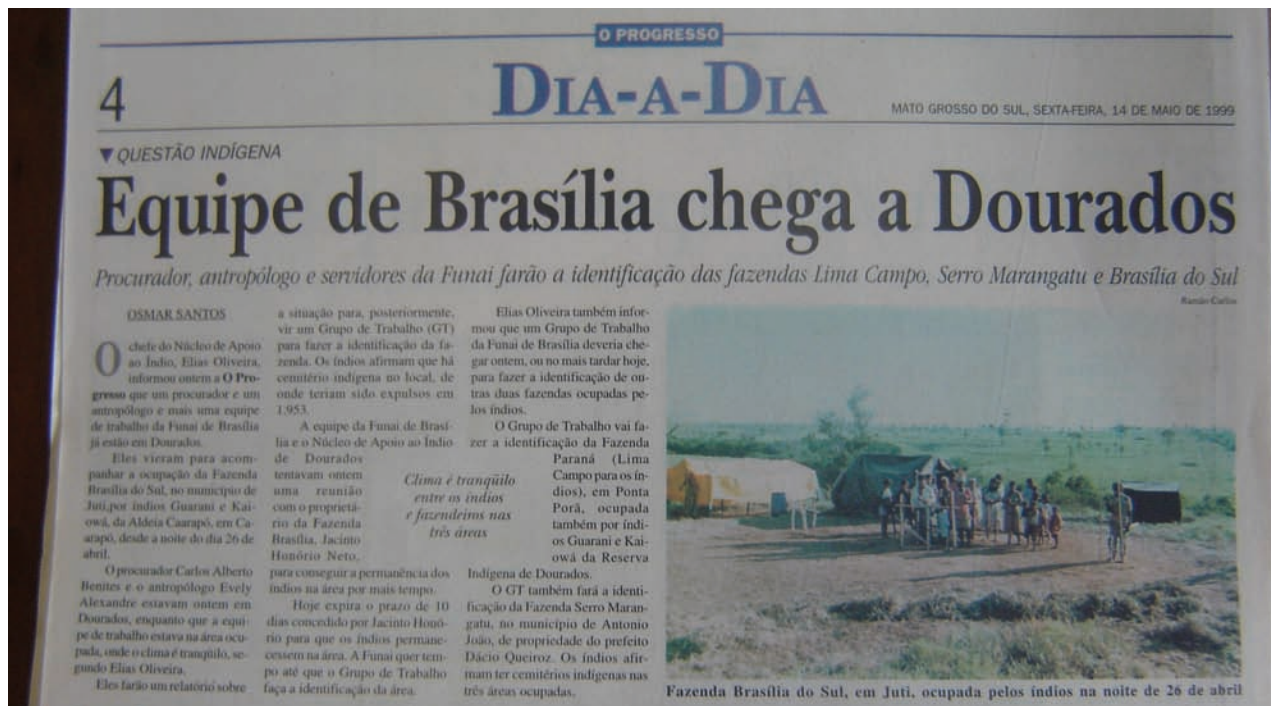 O PROGRESSO
4
DIA-A-DIA
MATO GROSSO DO SUL, SEXTA-FEIRA, 14 DE MAIO DE 1999
▼ QUESTÃO INDÍGENA
Equipe de Brasília chega a Dourados
Procurador, antropólogo e servidores da Funai farão a identificação das fazendas Lima Campo, Serro Marangatu e Brasília do Sul
Ramão Carlos
OSMAR SANTOS
O chefe do Núcleo de Apoio
ao Índio, Elias Oliveira,
informou ontem a O Pro-
gresso que um procurador e um
antropólogo e mais uma equipe
de trabalho da Funai de Brasília
já estão em Dourados.
Eles vieram para acom-
panhar a ocupação da Fazenda
Brasília do Sul, no município de
Juti,por índios Guarani e Kai-
owá, da Aldeia Caarapó, em Ca-
arapó, desde a noite do dia 26 de
abril.
O procurador Carlos Alberto
Benites e o antropólogo Evely
Alexandre estavam ontem em
Dourados, enquanto que a equi-
pe de trabalho estava na área ocu-
pada, onde o clima é tranqüilo, se-
gundo Elias Oliveira.
Eles farão um relatório sobre
a situação para, posteriormente,
vir um Grupo de Trabalho (GT)
para fazer a identificação da fa-
zenda. Os índios afirmam que há
cemitério indígena no local, de
onde teriam sido expulsos em
1.953.
A equipe da Funai de Brasí-
lia e o Núcleo de Apoio ao Índio
de Dourados
tentavam ontem
uma reunião
com o proprietá-
rio da Fazenda
Brasília, Jacinto
Honório Neto,
para conseguir a permanência dos
índios na área por mais tempo.
Hoje expira o prazo de 10
dias concedido por Jacinto Honó-
rio para que os índios permane-
cessem na área. A Funai quer tem-
po até que o Grupo de Trabalho
faça a identificação da área.
Clima é tranqüilo
entre os índios
e fazendeiros nas
três áreas
Elias Oliveira também infor-
mou que um Grupo de Trabalho
da Funai de Brasília deveria che-
gar ontem, ou no mais tardar hoje,
para fazer a identificação de ou-
tras duas fazendas ocupadas pe-
los índios.
O Grupo de Trabalho vai fa-
zer a identificação da Fazenda
Paraná (Lima
Campo para os ín-
dios), em Ponta
Porã, ocupada
também por índi-
os Guarani e Kai-
owá da Reserva
Indígena de Dourados.
O GT também fará a identi-
ficação da Fazenda Serro Maran-
gatu, no município de Antonio
João, de propriedade do prefeito
Dácio Queiroz. Os índios afir-
mam ter cemitérios indígenas nas
três áreas ocupadas.
Fazenda Brasília do Sul, em Juti, ocupada pelos índios na noite de 26 de abril